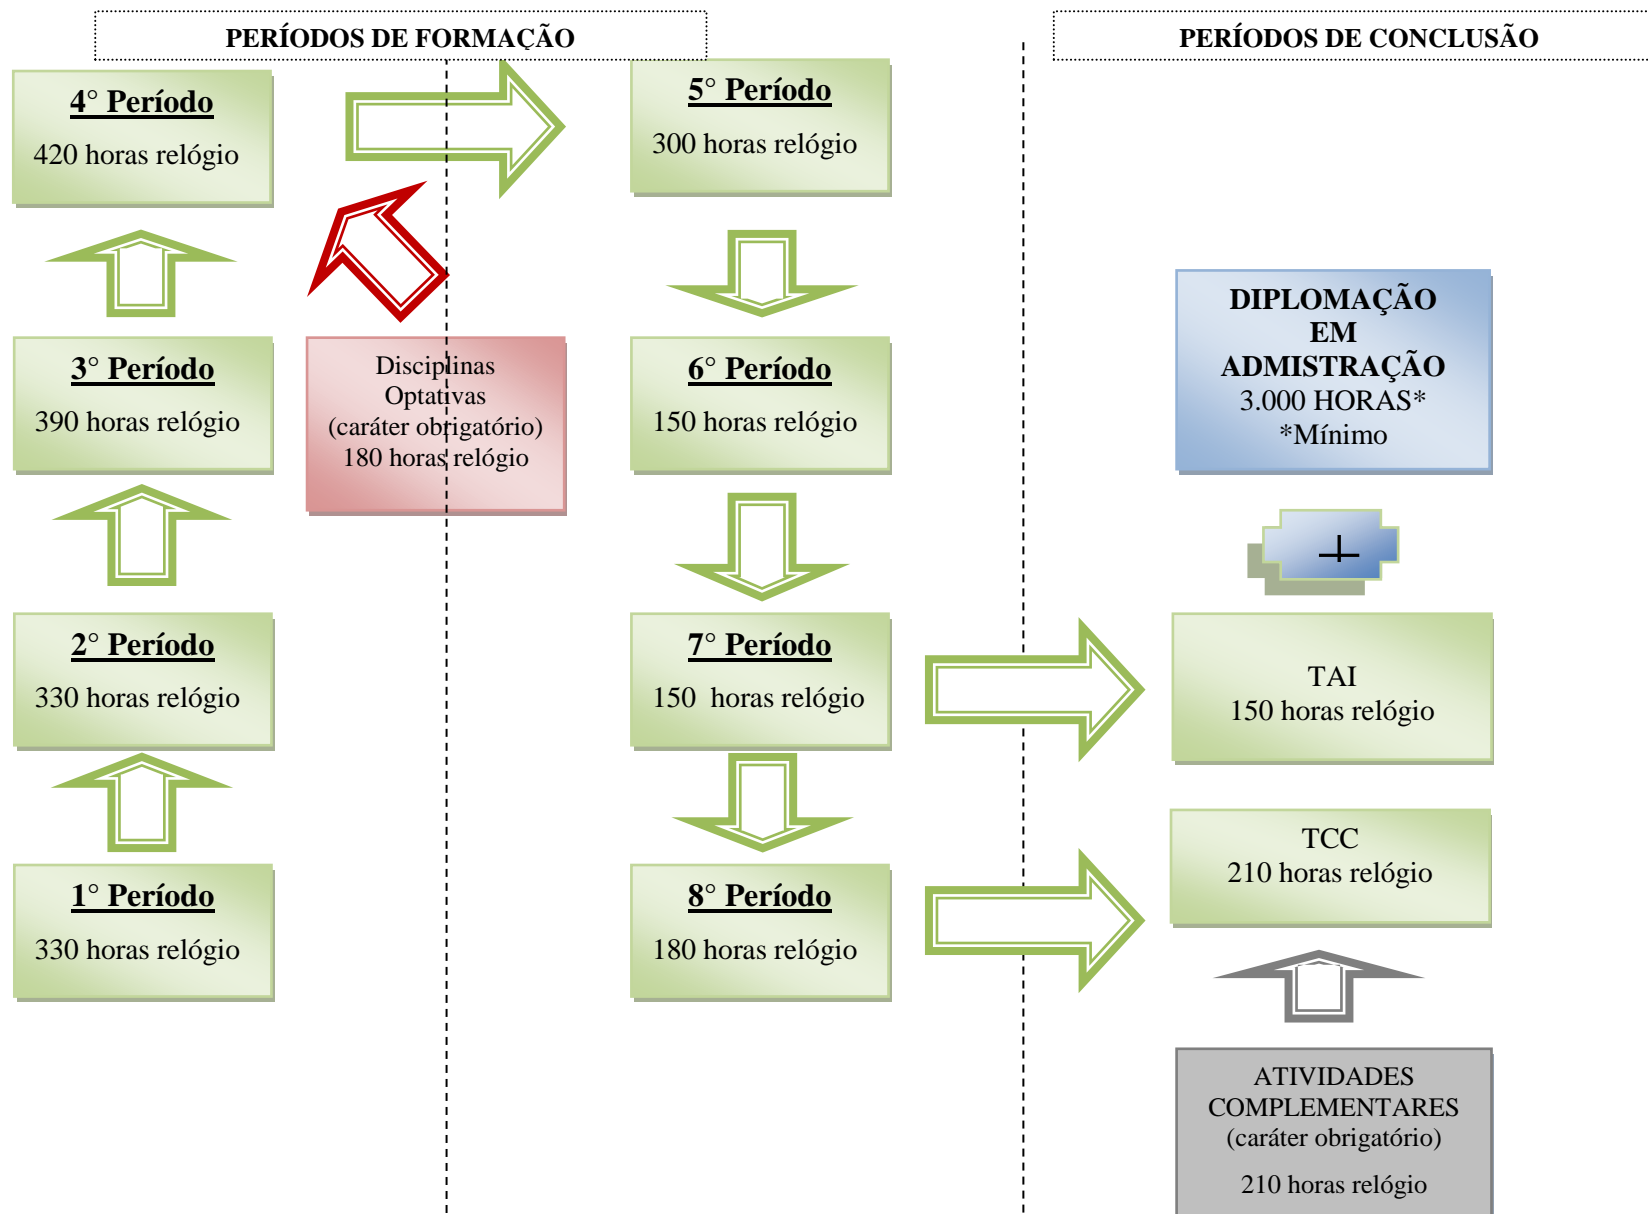 PERÍODOS DE FORMAÇÃO
PERÍODOS DE CONCLUSÃO
4° Período
420 horas relógio
5° Período
300 horas relógio
3° Período
390 horas relógio
Disciplinas
Optativas
(caráter obrigatório)
180 horas relógio
6° Período
150 horas relógio
DIPLOMAÇÃO
EM
ADMISTRAÇÃO
3.000 HORAS*
*Mínimo
+
2° Período
330 horas relógio
7° Período
150  horas relógio
TAI
150 horas relógio
1° Período
330 horas relógio
8° Período
180 horas relógio
TCC
210 horas relógio
ATIVIDADES
COMPLEMENTARES
(caráter obrigatório)
210 horas relógio